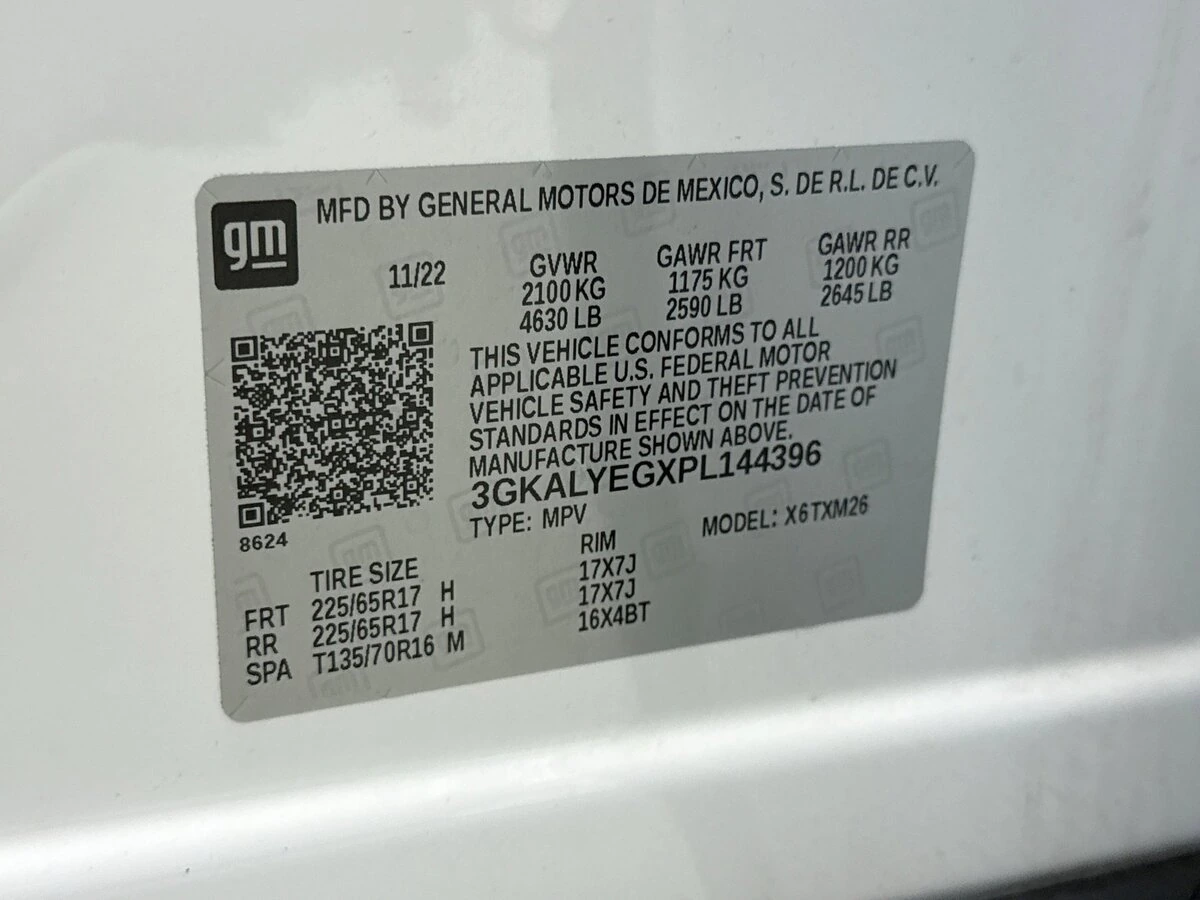 gm
MFD BY GENERAL MOTORS DE MEXICO, S. DE R.L. DE C.V.
11/22 GVWR GAWR FRT GAWR RR
2100 KG 1175 KG 1200 KG
4630 LB 2590 LB 2645 LB
THIS VEHICLE CONFORMS TO ALL
APPLICABLE U.S. FEDERAL MOTOR
VEHICLE SAFETY AND THEFT PREVENTION
STANDARDS IN EFFECT ON THE DATE OF
MANUFACTURE SHOWN ABOVE.
3GKALYEGXPL144396
TYPE: MPV MODEL: X6TXM26
8624
TIRE SIZE RIM
FRT 225/65R17 H 17X7J
RR 225/65R17 H 17X7J
SPA T135/70R16 M 16X4BT